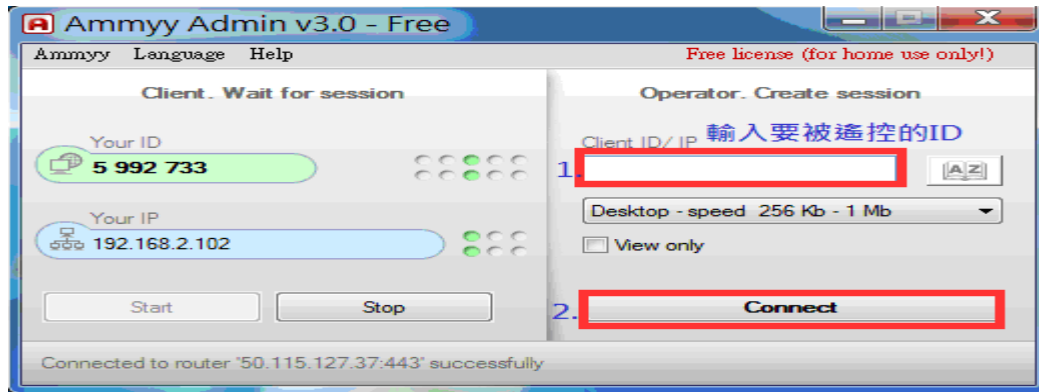 Ammyy Admin v3.0 - Free
Ammyy Language Help
Free license (for home use only!)
Client. Wait for session
Your ID
5 992 733
Your IP
192.168.2.102
Start
Stop
Operator. Create session
Client ID/ IP
輸入要被遙控的ID
1.
AZ
Desktop - speed 256 Kb - 1 Mb
View only
2.
Connect
Connected to router '50.115.127.37:443' successfully